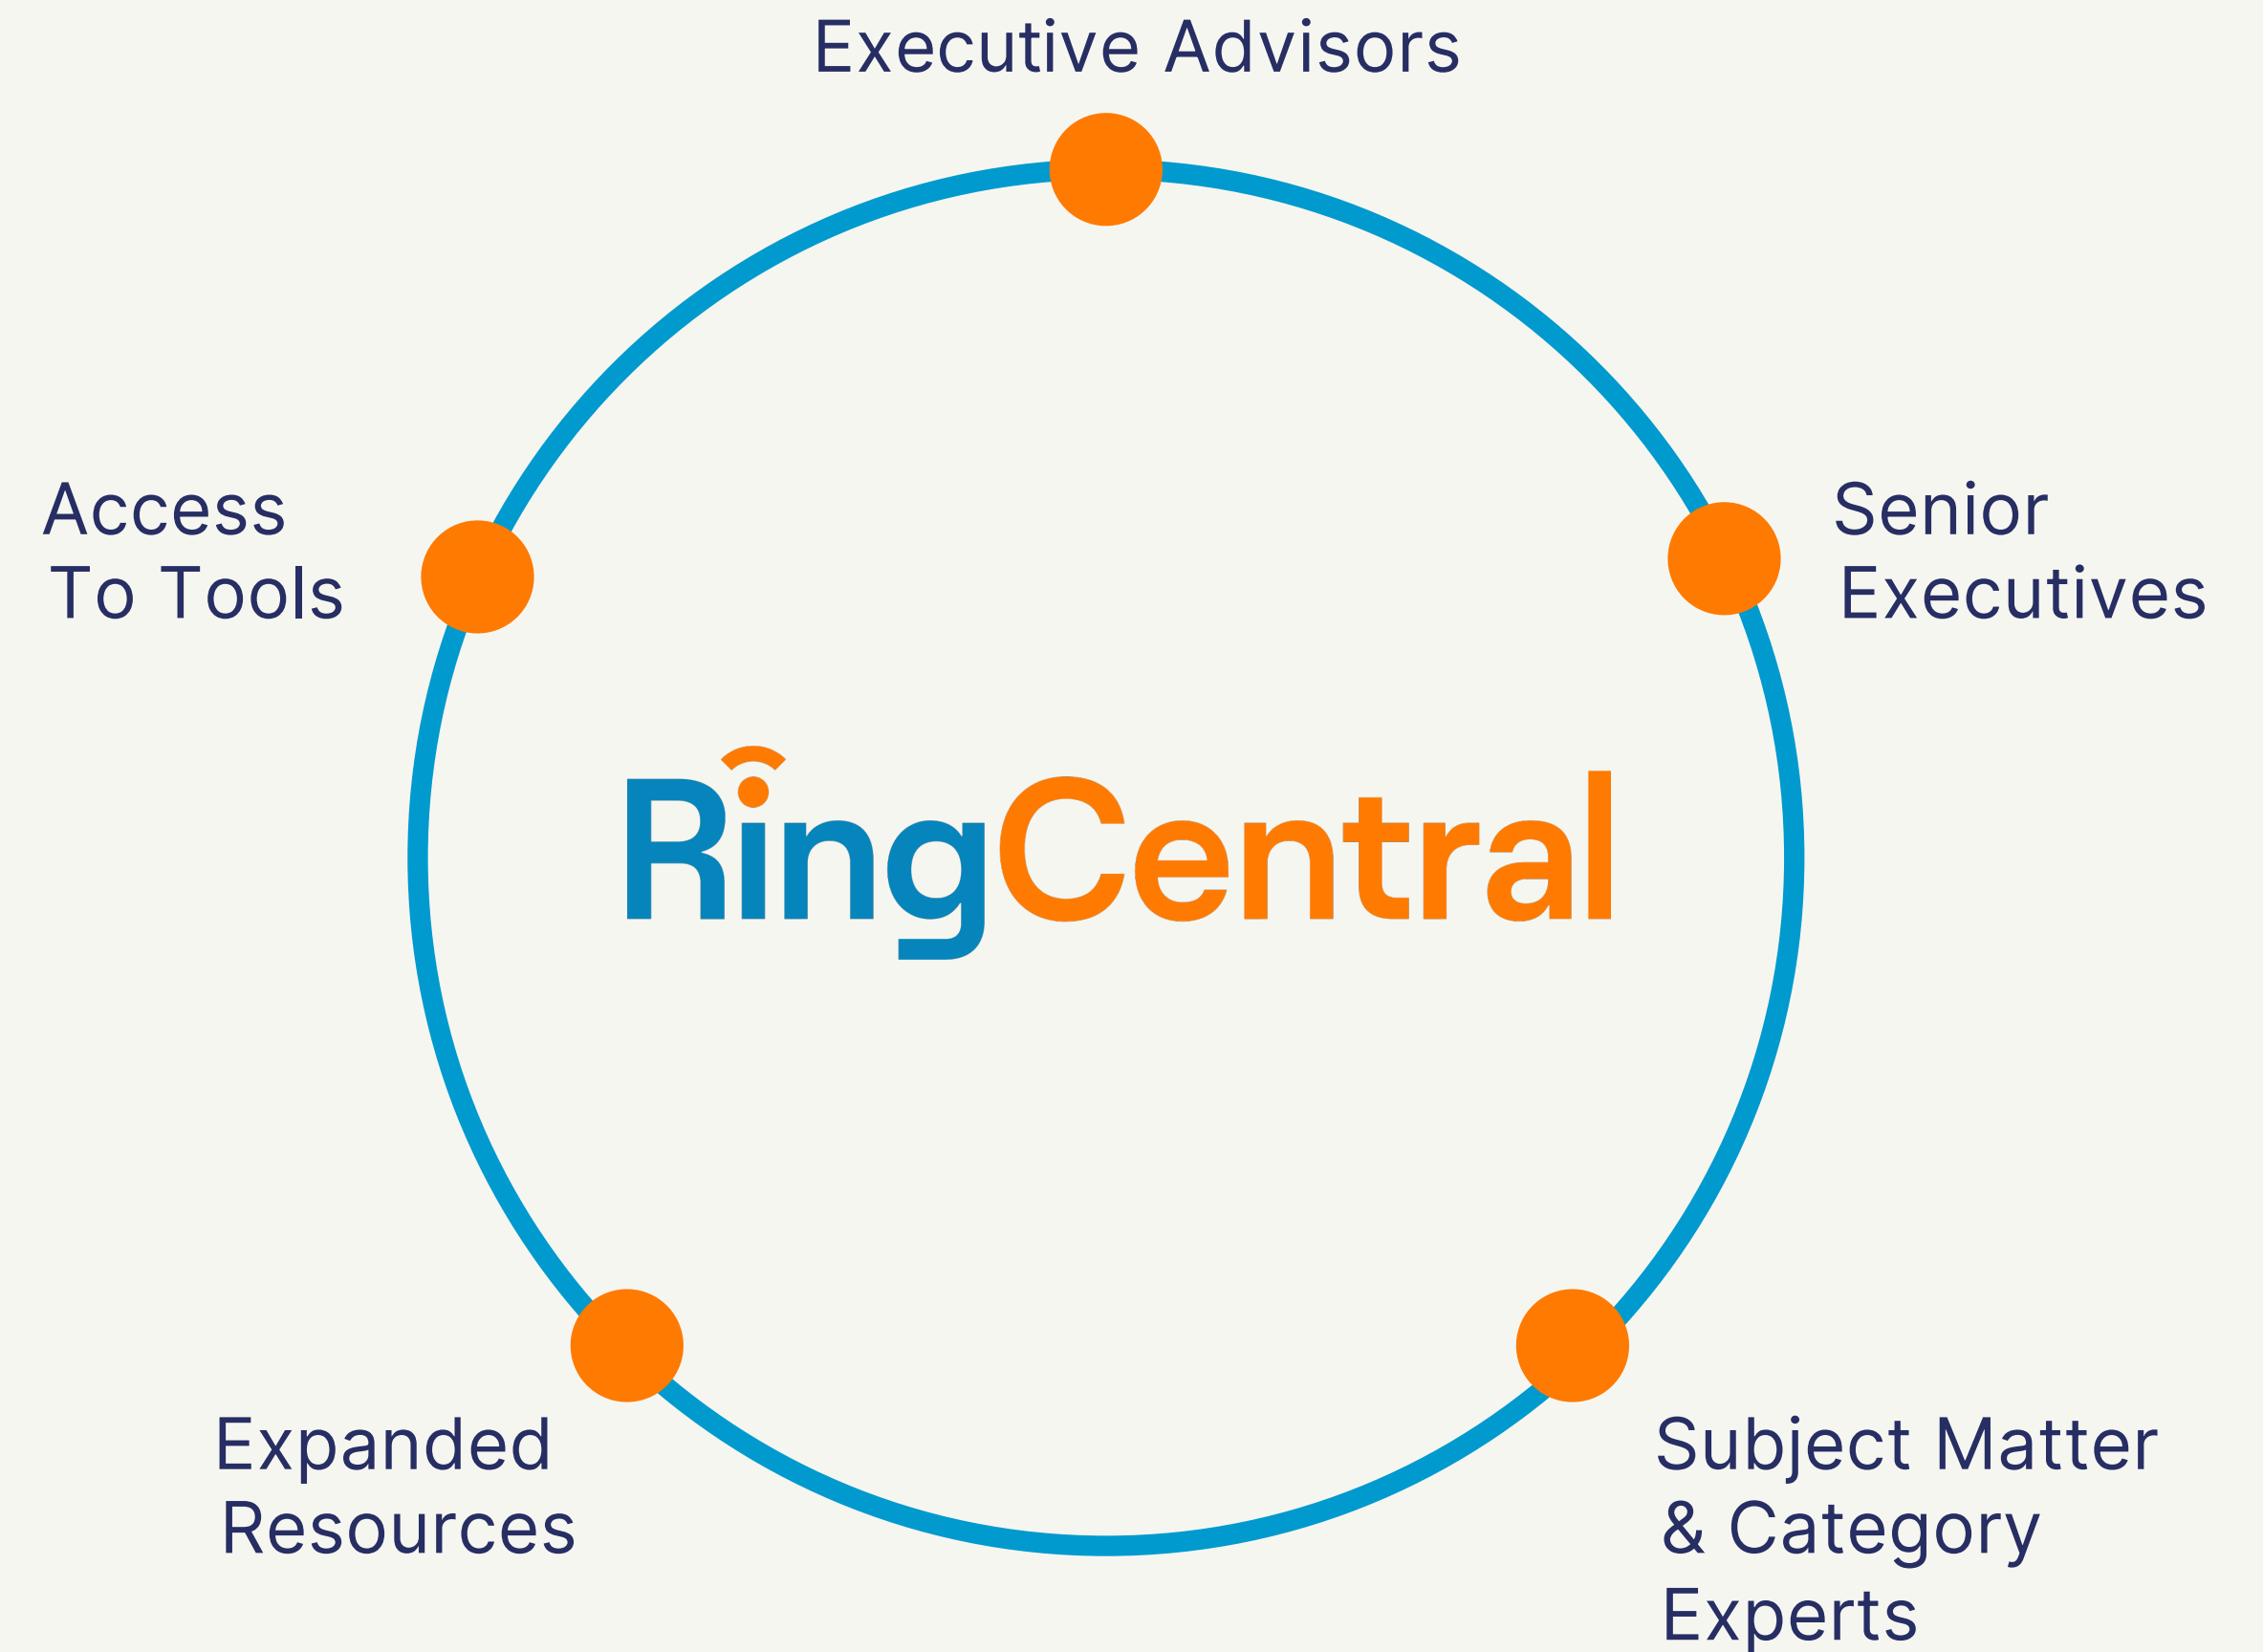 Executive Advisors
Access
To Tools
Senior
Executives
RingCentral
Expanded
Resources
Subject Matter
& Category
Experts